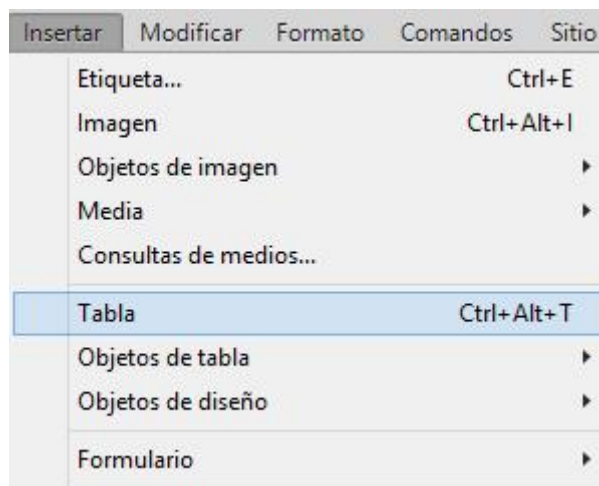 Insertar Modificar Formato Comandos Sitio
Etiqueta... Ctrl+E
Imagen Ctrl+Alt+I
Objetos de imagen
Media
Consultas de medios...
Tabla Ctrl+Alt+T
Objetos de tabla
Objetos de diseño
Formulario